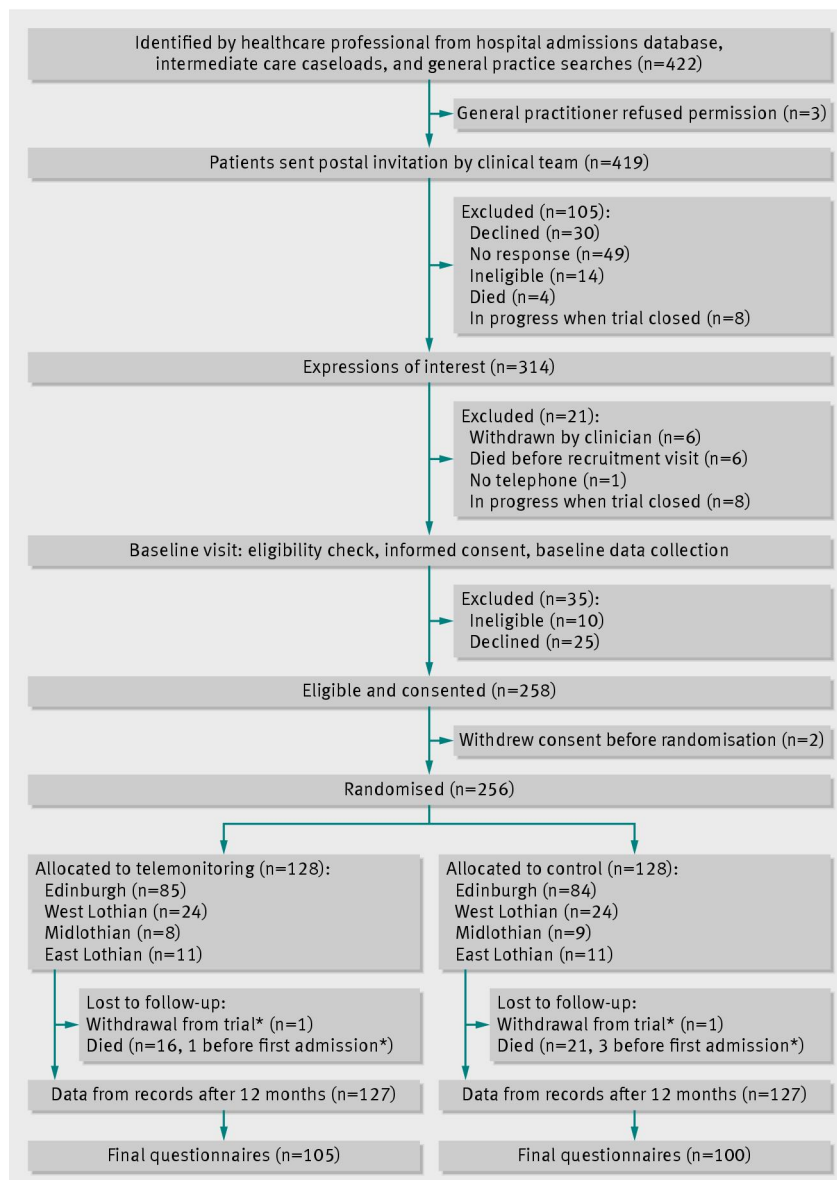 Identified by healthcare professional from hospital admissions database,
intermediate care caseloads, and general practice searches (n=422)
General practitioner refused permission (n=3)
Patients sent postal invitation by clinical team (n=419)
Excluded (n=105):
Declined (n=30)
No response (n=49)
Ineligible (n=14)
Died (n=4)
In progress when trial closed (n=8)
Expressions of interest (n=314)
Excluded (n=21):
Withdrawn by clinician (n=6)
Died before recruitment visit (n=6)
No telephone (n=1)
In progress when trial closed (n=8)
Baseline visit: eligibility check, informed consent, baseline data collection
Excluded (n=35):
Ineligible (n=10)
Declined (n=25)
Eligible and consented (n=258)
Withdrew consent before randomisation (n=2)
Randomised (n=256)
Allocated to telemonitoring (n=128):
Edinburgh (n=85)
West Lothian (n=24)
Midlothian (n=8)
East Lothian (n=11)
Allocated to control (n=128):
Edinburgh (n=84)
West Lothian (n=24)
Midlothian (n=9)
East Lothian (n=11)
Lost to follow-up:
Withdrawal from trial* (n=1)
Died (n=16, 1 before first admission*)
Lost to follow-up:
Withdrawal from trial* (n=1)
Died (n=21, 3 before first admission*)
Data from records after 12 months (n=127)
Data from records after 12 months (n=127)
Final questionnaires (n=105)
Final questionnaires (n=100)